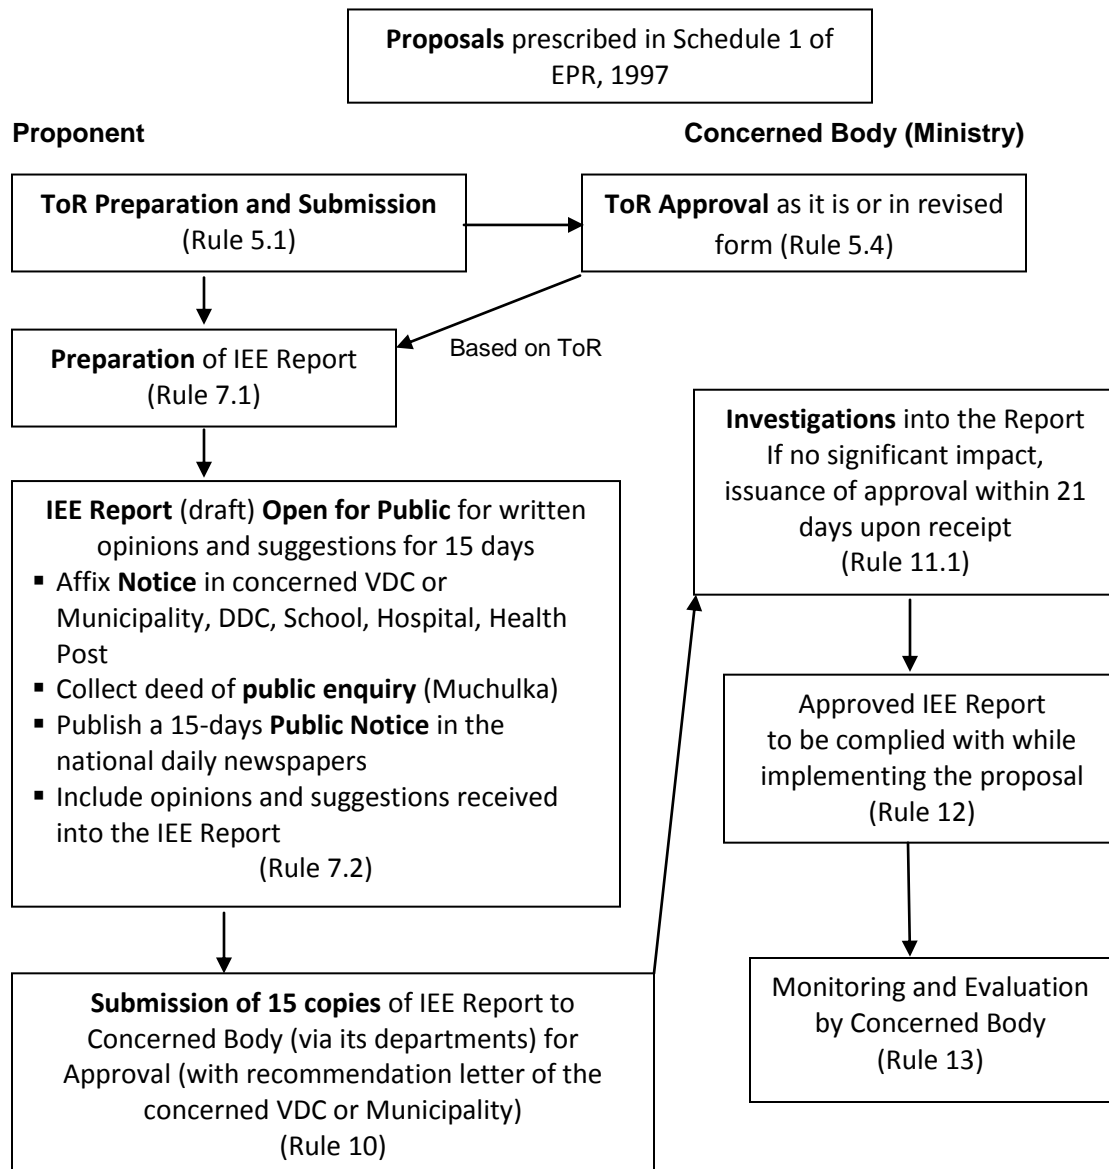 Proposals prescribed in Schedule 1 of
EPR, 1997
Proponent
Concerned Body (Ministry)
ToR Preparation and Submission
(Rule 5.1)
ToR Approval as it is or in revised
form (Rule 5.4)
Preparation of IEE Report
(Rule 7.1)
Based on ToR
IEE Report (draft) Open for Public for written
opinions and suggestions for 15 days
▪ Affix Notice in concerned VDC or
Municipality, DDC, School, Hospital, Health
Post
▪ Collect deed of public enquiry (Muchulka)
▪ Publish a 15-days Public Notice in the
national daily newspapers
▪ Include opinions and suggestions received
into the IEE Report
(Rule 7.2)
Submission of 15 copies of IEE Report to
Concerned Body (via its departments) for
Approval (with recommendation letter of the
concerned VDC or Municipality)
(Rule 10)
Investigations into the Report
If no significant impact,
issuance of approval within 21
days upon receipt
(Rule 11.1)
Approved IEE Report
to be complied with while
implementing the proposal
(Rule 12)
Monitoring and Evaluation
by Concerned Body
(Rule 13)